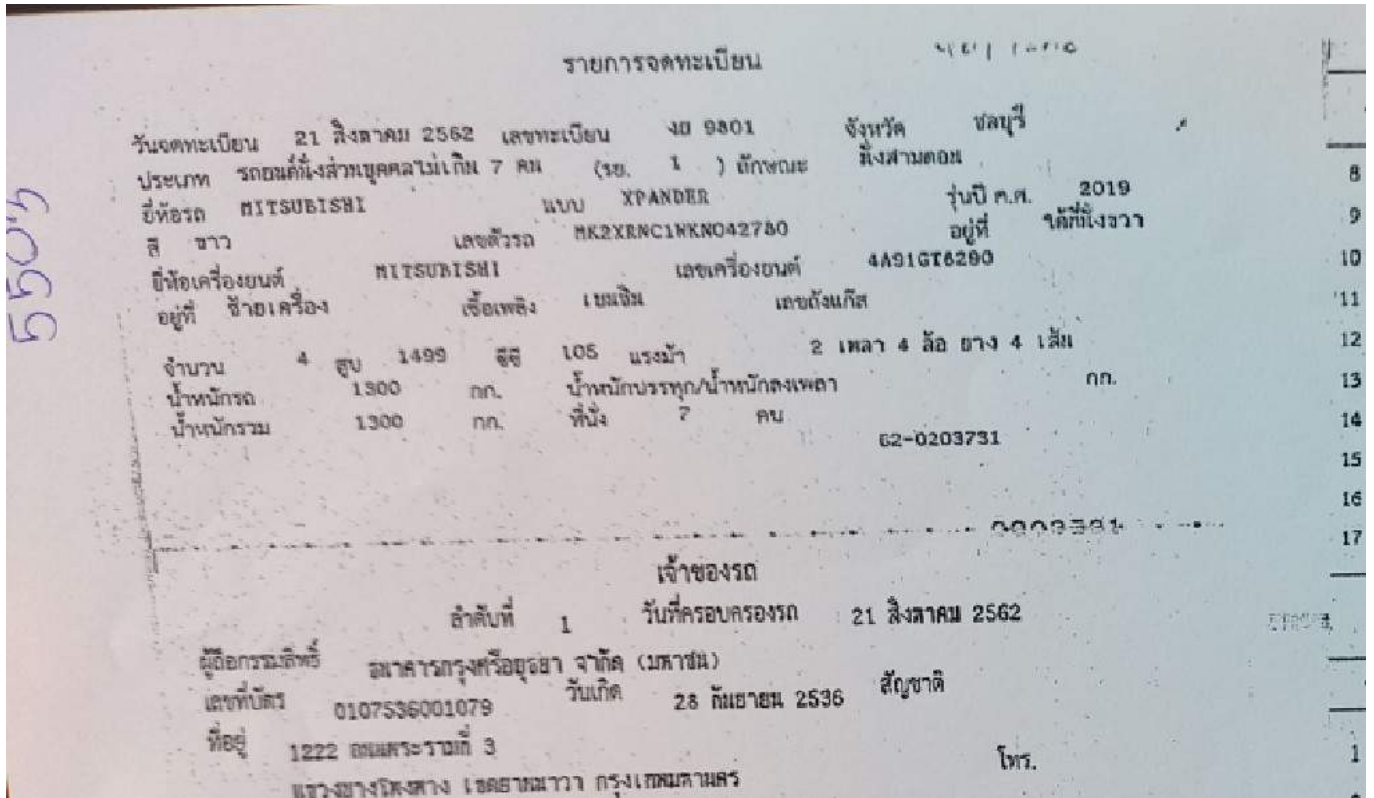 รายการจดทะเบียน
วันจดทะเบียน 21 สิงหาคม 2562 เลขทะเบียน งย 9801 จังหวัด ชลบุรี
ประเภท รถยนต์นั่งส่วนบุคคลไม่เกิน 7 คน (รย. 1 ) ลักษณะ นั่งสามตอน
ยี่ห้อรถ MITSUBISHI แบบ XPANDER รุ่นปี ค.ศ. 2019
สี ขาว เลขตัวรถ MK2XRNC1WKN042780 อยู่ที่ ใต้ที่นั่งขวา
ยี่ห้อเครื่องยนต์ MITSUBISHI เลขเครื่องยนต์ 4A91GT6290
อยู่ที่ ซ้ายเครื่อง เชื้อเพลิง เบนซิน เลขถังแก๊ส
จำนวน 4 สูบ 1499 ซีซี 105 แรงม้า 2 เพลา 4 ล้อ ยาง 4 เส้น
น้ำหนักรถ 1300 กก. น้ำหนักบรรทุก/น้ำหนักลงเพลา กก.
น้ำหนักรวม 1300 กก. ที่นั่ง 7 คน
62-0203731
เจ้าของรถ
ลำดับที่ 1 วันที่ครอบครองรถ 21 สิงหาคม 2562
ผู้ถือกรรมสิทธิ์ ธนาคารกรุงศรีอยุธยา จำกัด (มหาชน)
เลขที่บัตร 0107536001079 วันเกิด 28 กันยายน 2536 สัญชาติ
ที่อยู่ 1222 ถนนพระรามที่ 3 โทร.
แขวงบางโพงพาง เขตยานนาวา กรุงเทพมหานคร
5503
8
9
10
11
12
13
14
15
16
17
1